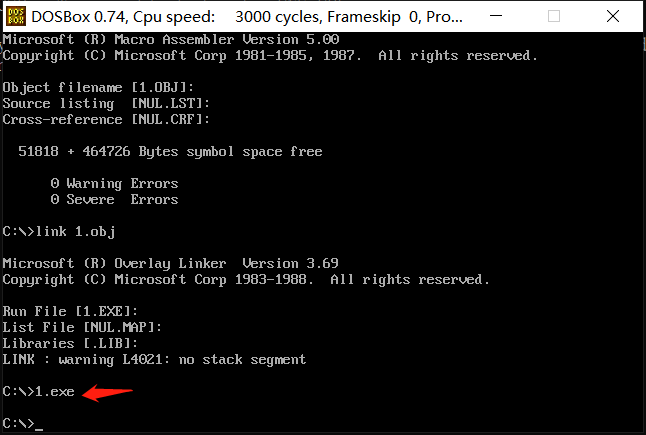 DOSBox 0.74, Cpu speed: 3000 cycles, Frameskip 0, Pro...
Microsoft (R) Macro Assembler Version 5.00
Copyright (C) Microsoft Corp 1981-1985, 1987. All rights reserved.
Object filename [1.OBJ]:
Source listing [NUL.LST]:
Cross-reference [NUL.CRF]:
51818 + 464726 Bytes symbol space free
0 Warning Errors
0 Severe Errors
C:\>link 1.obj
Microsoft (R) Overlay Linker Version 3.69
Copyright (C) Microsoft Corp 1983-1988. All rights reserved.
Run File [1.EXE]:
List File [NUL.MAP]:
Libraries [.LIB]:
LINK : warning L4021: no stack segment
C:\>1.exe
C:\>_